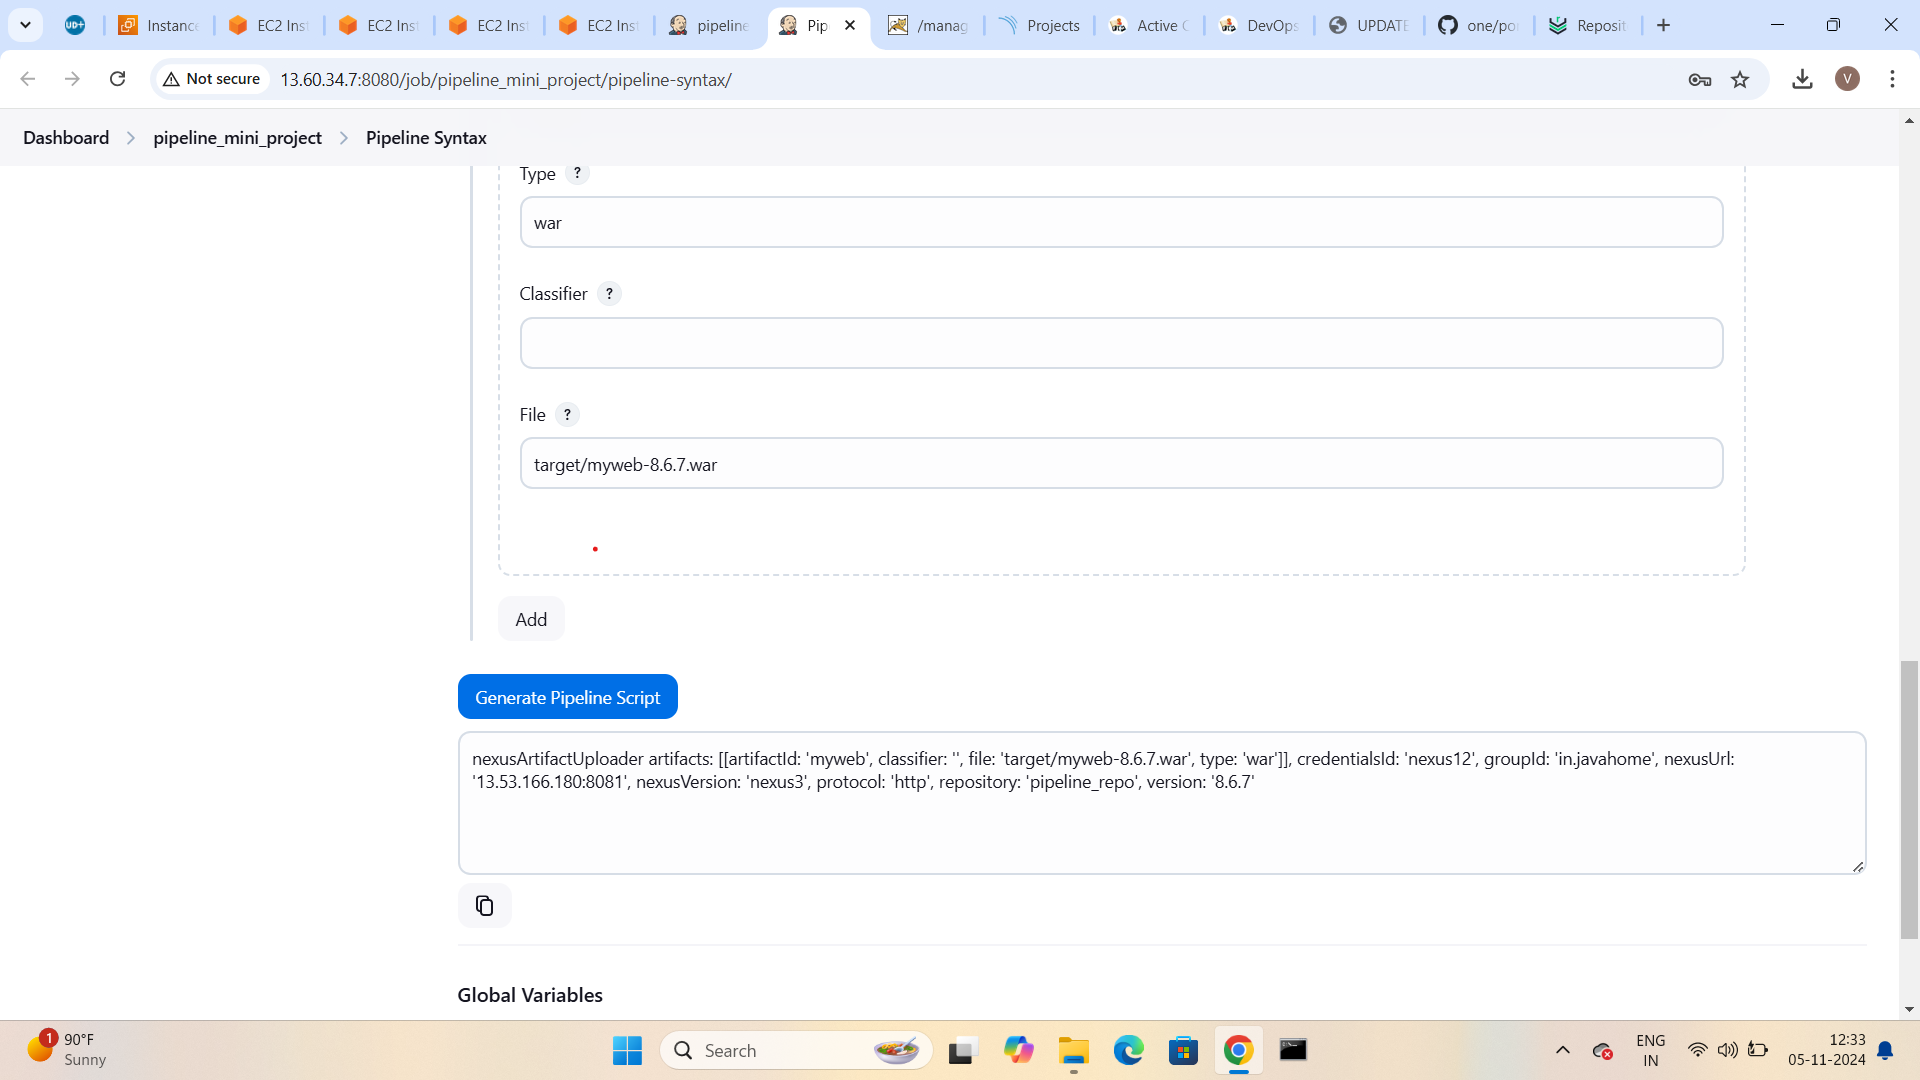 UD+
Instanc
EC2 Inst
EC2 Inst
EC2 Inst
EC2 Inst
pipeline
Pip
/manag
Projects
Active
DevOps
UPDATE
one/po
Reposit
Not secure
13.60.34.7:8080/job/pipeline_mini_project/pipeline-syntax/
V
Dashboard
pipeline_mini_project
Pipeline Syntax
Type ?
war
Classifier ?
File ?
target/myweb-8.6.7.war
Add
Generate Pipeline Script
nexusArtifactUploader artifacts: [[artifactId: 'myweb', classifier: '', file: 'target/myweb-8.6.7.war', type: 'war']], credentialsId: 'nexus12', groupId: 'in.javahome', nexusUrl:
'13.53.166.180:8081', nexusVersion: 'nexus3', protocol: 'http', repository: 'pipeline_repo', version: '8.6.7'
Global Variables
1
90°F
Sunny
Search
ENG
IN
12:33
05-11-2024